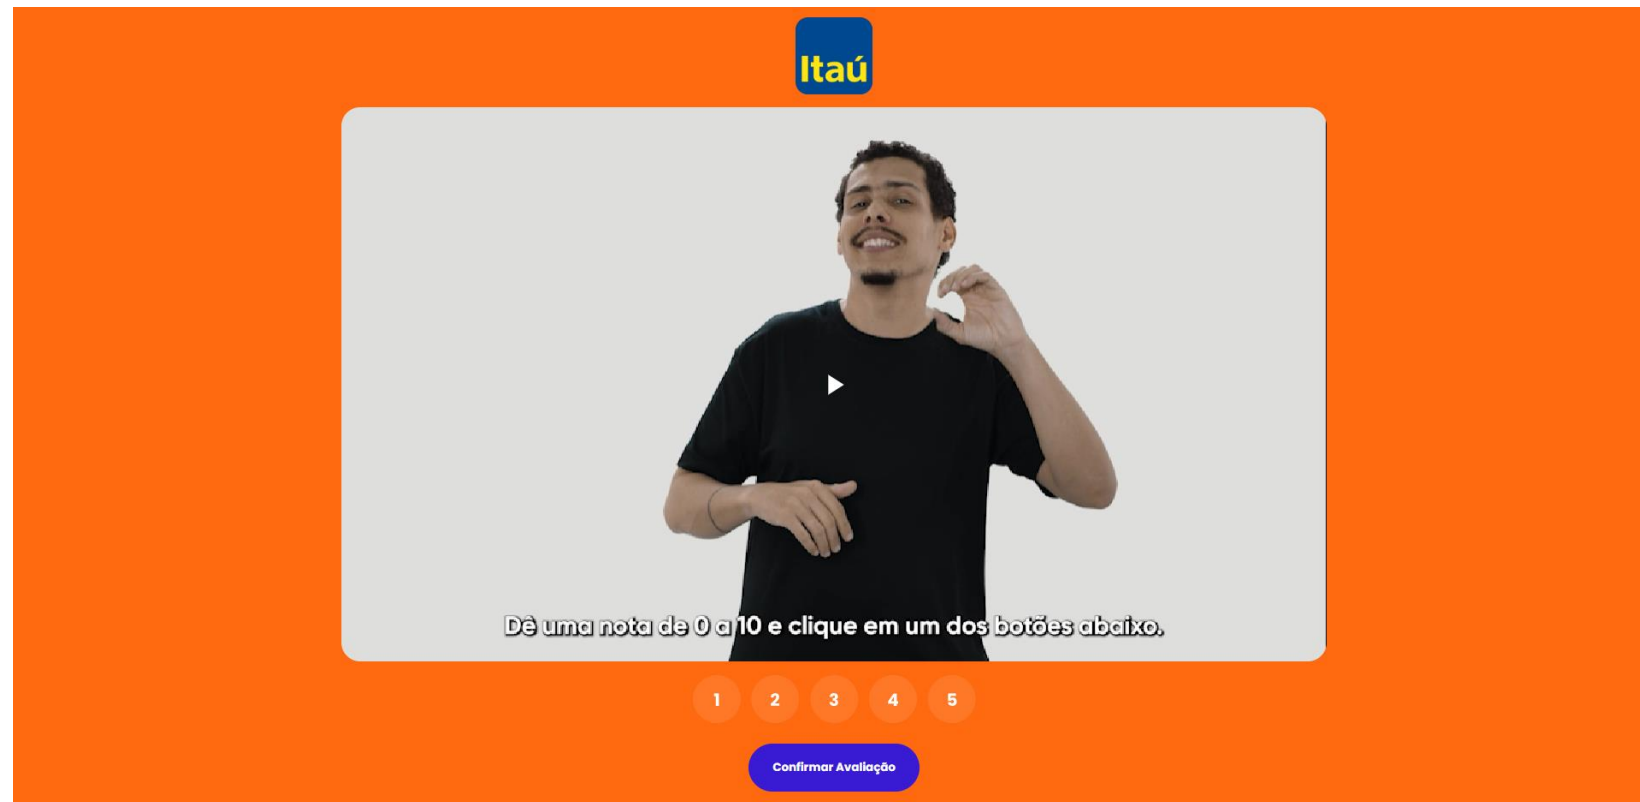 Itaú
Dê uma nota de 0 a 10 e clique em um dos botões abaixo.
1 2 3 4 5
Confirmar Avaliação